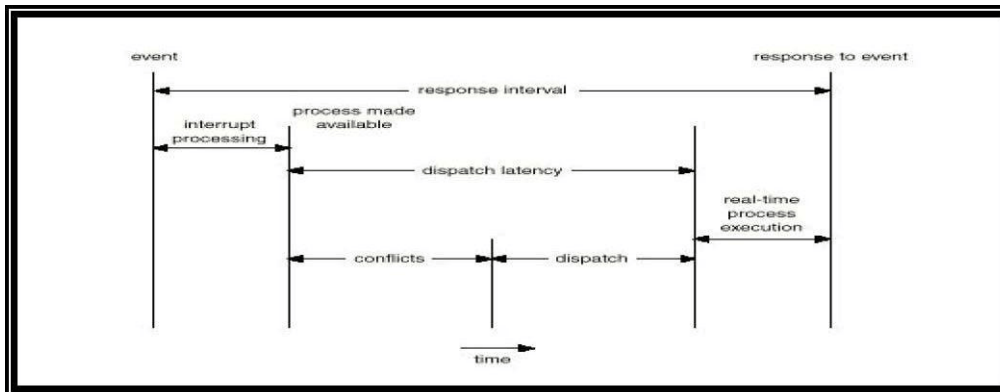 event
response to event
response interval
process made
available
interrupt
processing
dispatch latency
real-time
process
execution
conflicts
dispatch
time